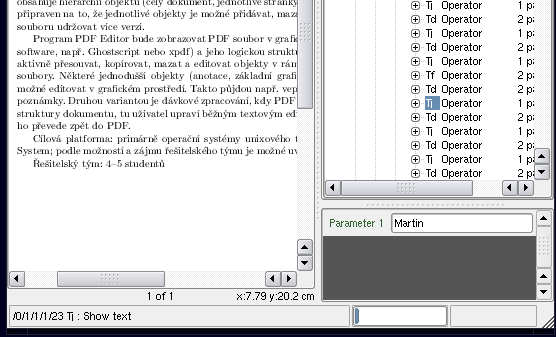 obsahuje hierarchii objektů (celý dokument, jednotlivé stránky
připraven na to, že jednotlivé objekty je možné přidávat, maza
souboru udržovat více verzí.
Program PDF Editor bude zobrazovat PDF soubor v grafic
software, např. Ghostscript nebo xpdf) a jeho logickou struktu
aktivně přesouvat, kopírovat, mazat a editovat objekty v rám
soubory. Některé jednodušší objekty (anotace, základní grafi
možné editovat v grafickém prostředí. Takto půjdou např. vep
poznámky. Druhou variantou je dávkové zpracování, kdy PDF
struktury dokumentu, tu uživatel upraví běžným textovým edi
ho převede zpět do PDF.
Cílová platforma: primárně operační systémy unixového t
System; podle možností a zájmu řešitelského týmu je možné uv
Řešitelský tým: 4–5 studentů
1 of 1
x:7.79 y:20.2 cm
/0/1/1/1/23 Tj : Show text
Tj Operator 1 pa
Td Operator 2 pa
Tj Operator 1 pa
Td Operator 2 pa
Tj Operator 1 pa
Tf Operator 2 pa
Td Operator 2 pa
Tj Operator 1 pa
Td Operator 2 pa
Tj Operator 1 pa
Td Operator 2 pa
Tj Operator 1 pa
Td Operator 2 pa
Parameter 1 Martin